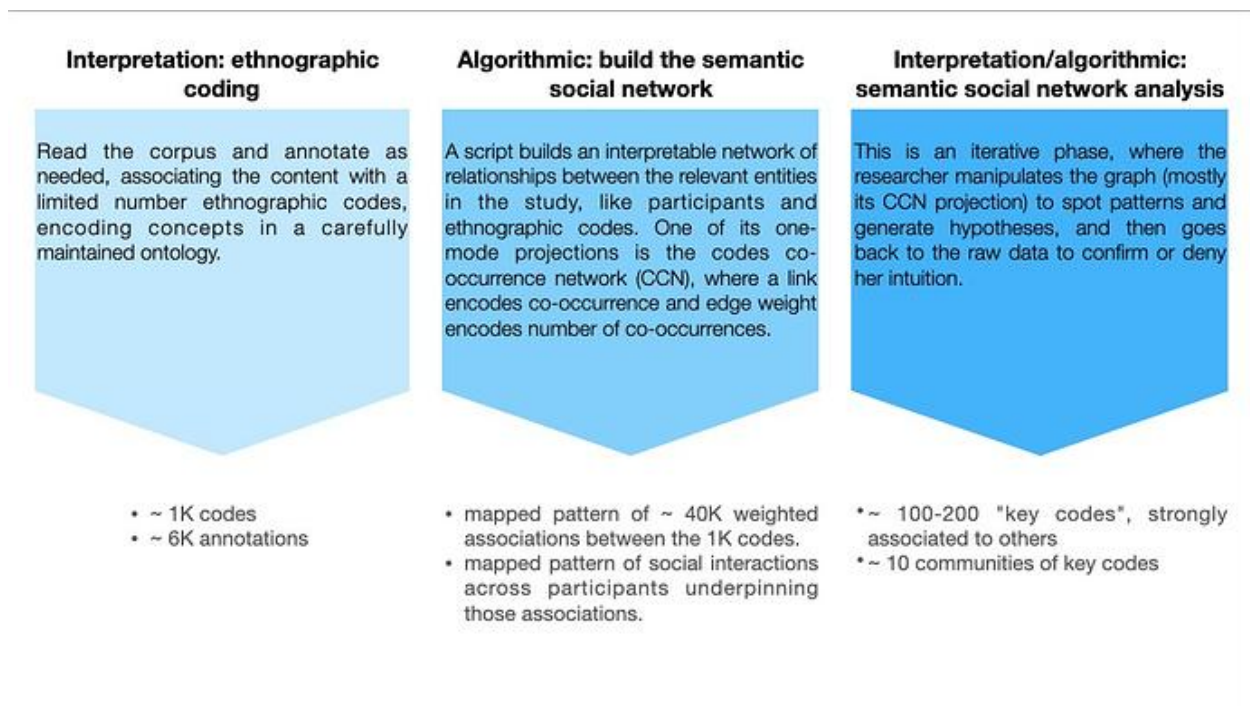 Interpretation: ethnographic
coding
Read the corpus and annotate as
needed, associating the content with a
limited number ethnographic codes,
encoding concepts in a carefully
maintained ontology.
• ~ 1K codes
• ~ 6K annotations
Algorithmic: build the semantic
social network
A script builds an interpretable network of
relationships between the relevant entities
in the study, like participants and
ethnographic codes. One of its one-
mode projections is the codes co-
occurrence network (CCN), where a link
encodes co-occurrence and edge weight
encodes number of co-occurrences.
• mapped pattern of ~ 40K weighted
associations between the 1K codes.
• mapped pattern of social interactions
across participants underpinning
those associations.
Interpretation/algorithmic:
semantic social network analysis
This is an iterative phase, where the
researcher manipulates the graph (mostly
its CCN projection) to spot patterns and
generate hypotheses, and then goes
back to the raw data to confirm or deny
her intuition.
• ~ 100-200 "key codes", strongly
associated to others
• ~ 10 communities of key codes